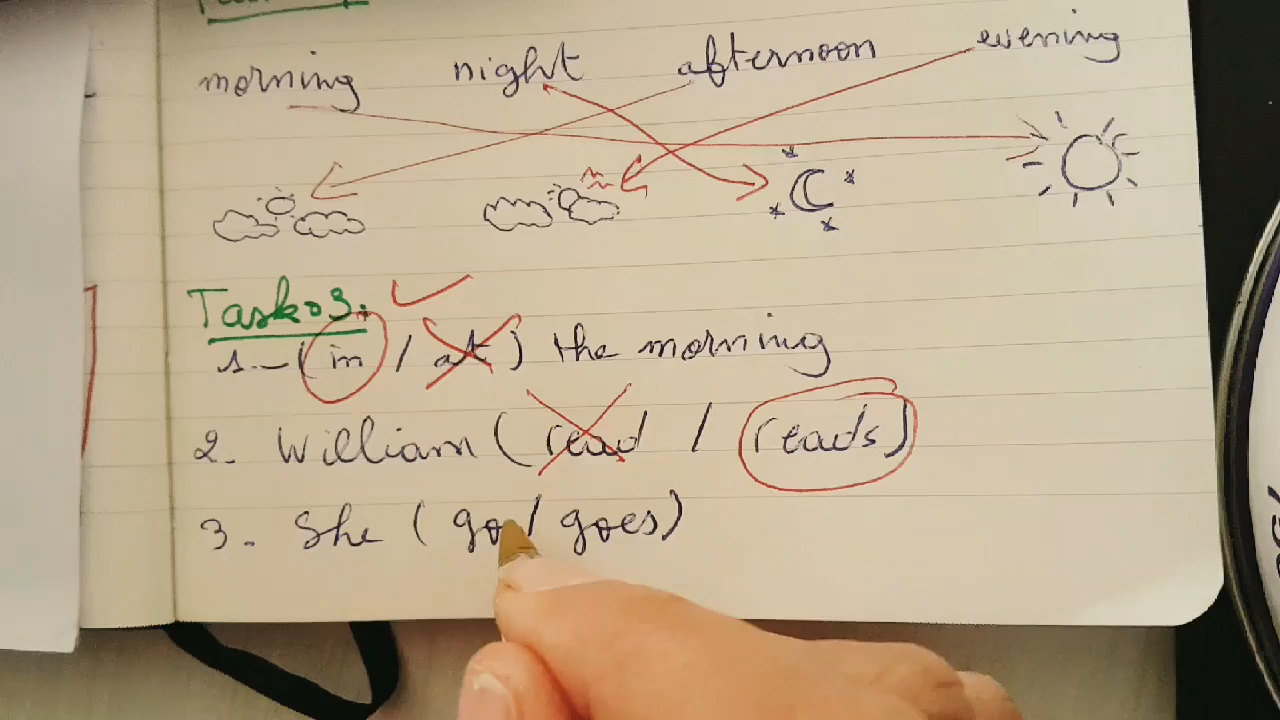 morning night afternoon evening
Task 3:
1. (in / at) the morning
2. William (read / reads)
3. She (go / goes)